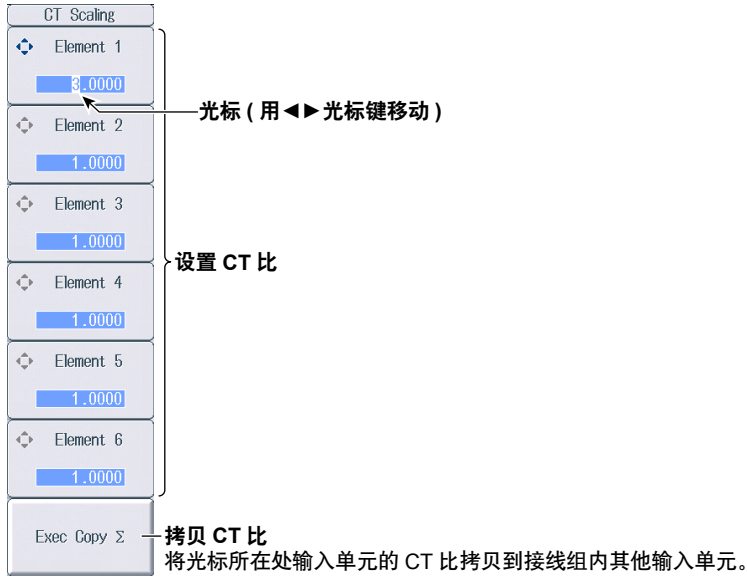 CT Scaling
Element 1
3.0000
光标 ( 用◀▶光标键移动 )
Element 2
1.0000
Element 3
1.0000
设置 CT 比
Element 4
1.0000
Element 5
1.0000
Element 6
1.0000
Exec Copy Σ
拷贝 CT 比
将光标所在处输入单元的 CT 比拷贝到接线组内其他输入单元。